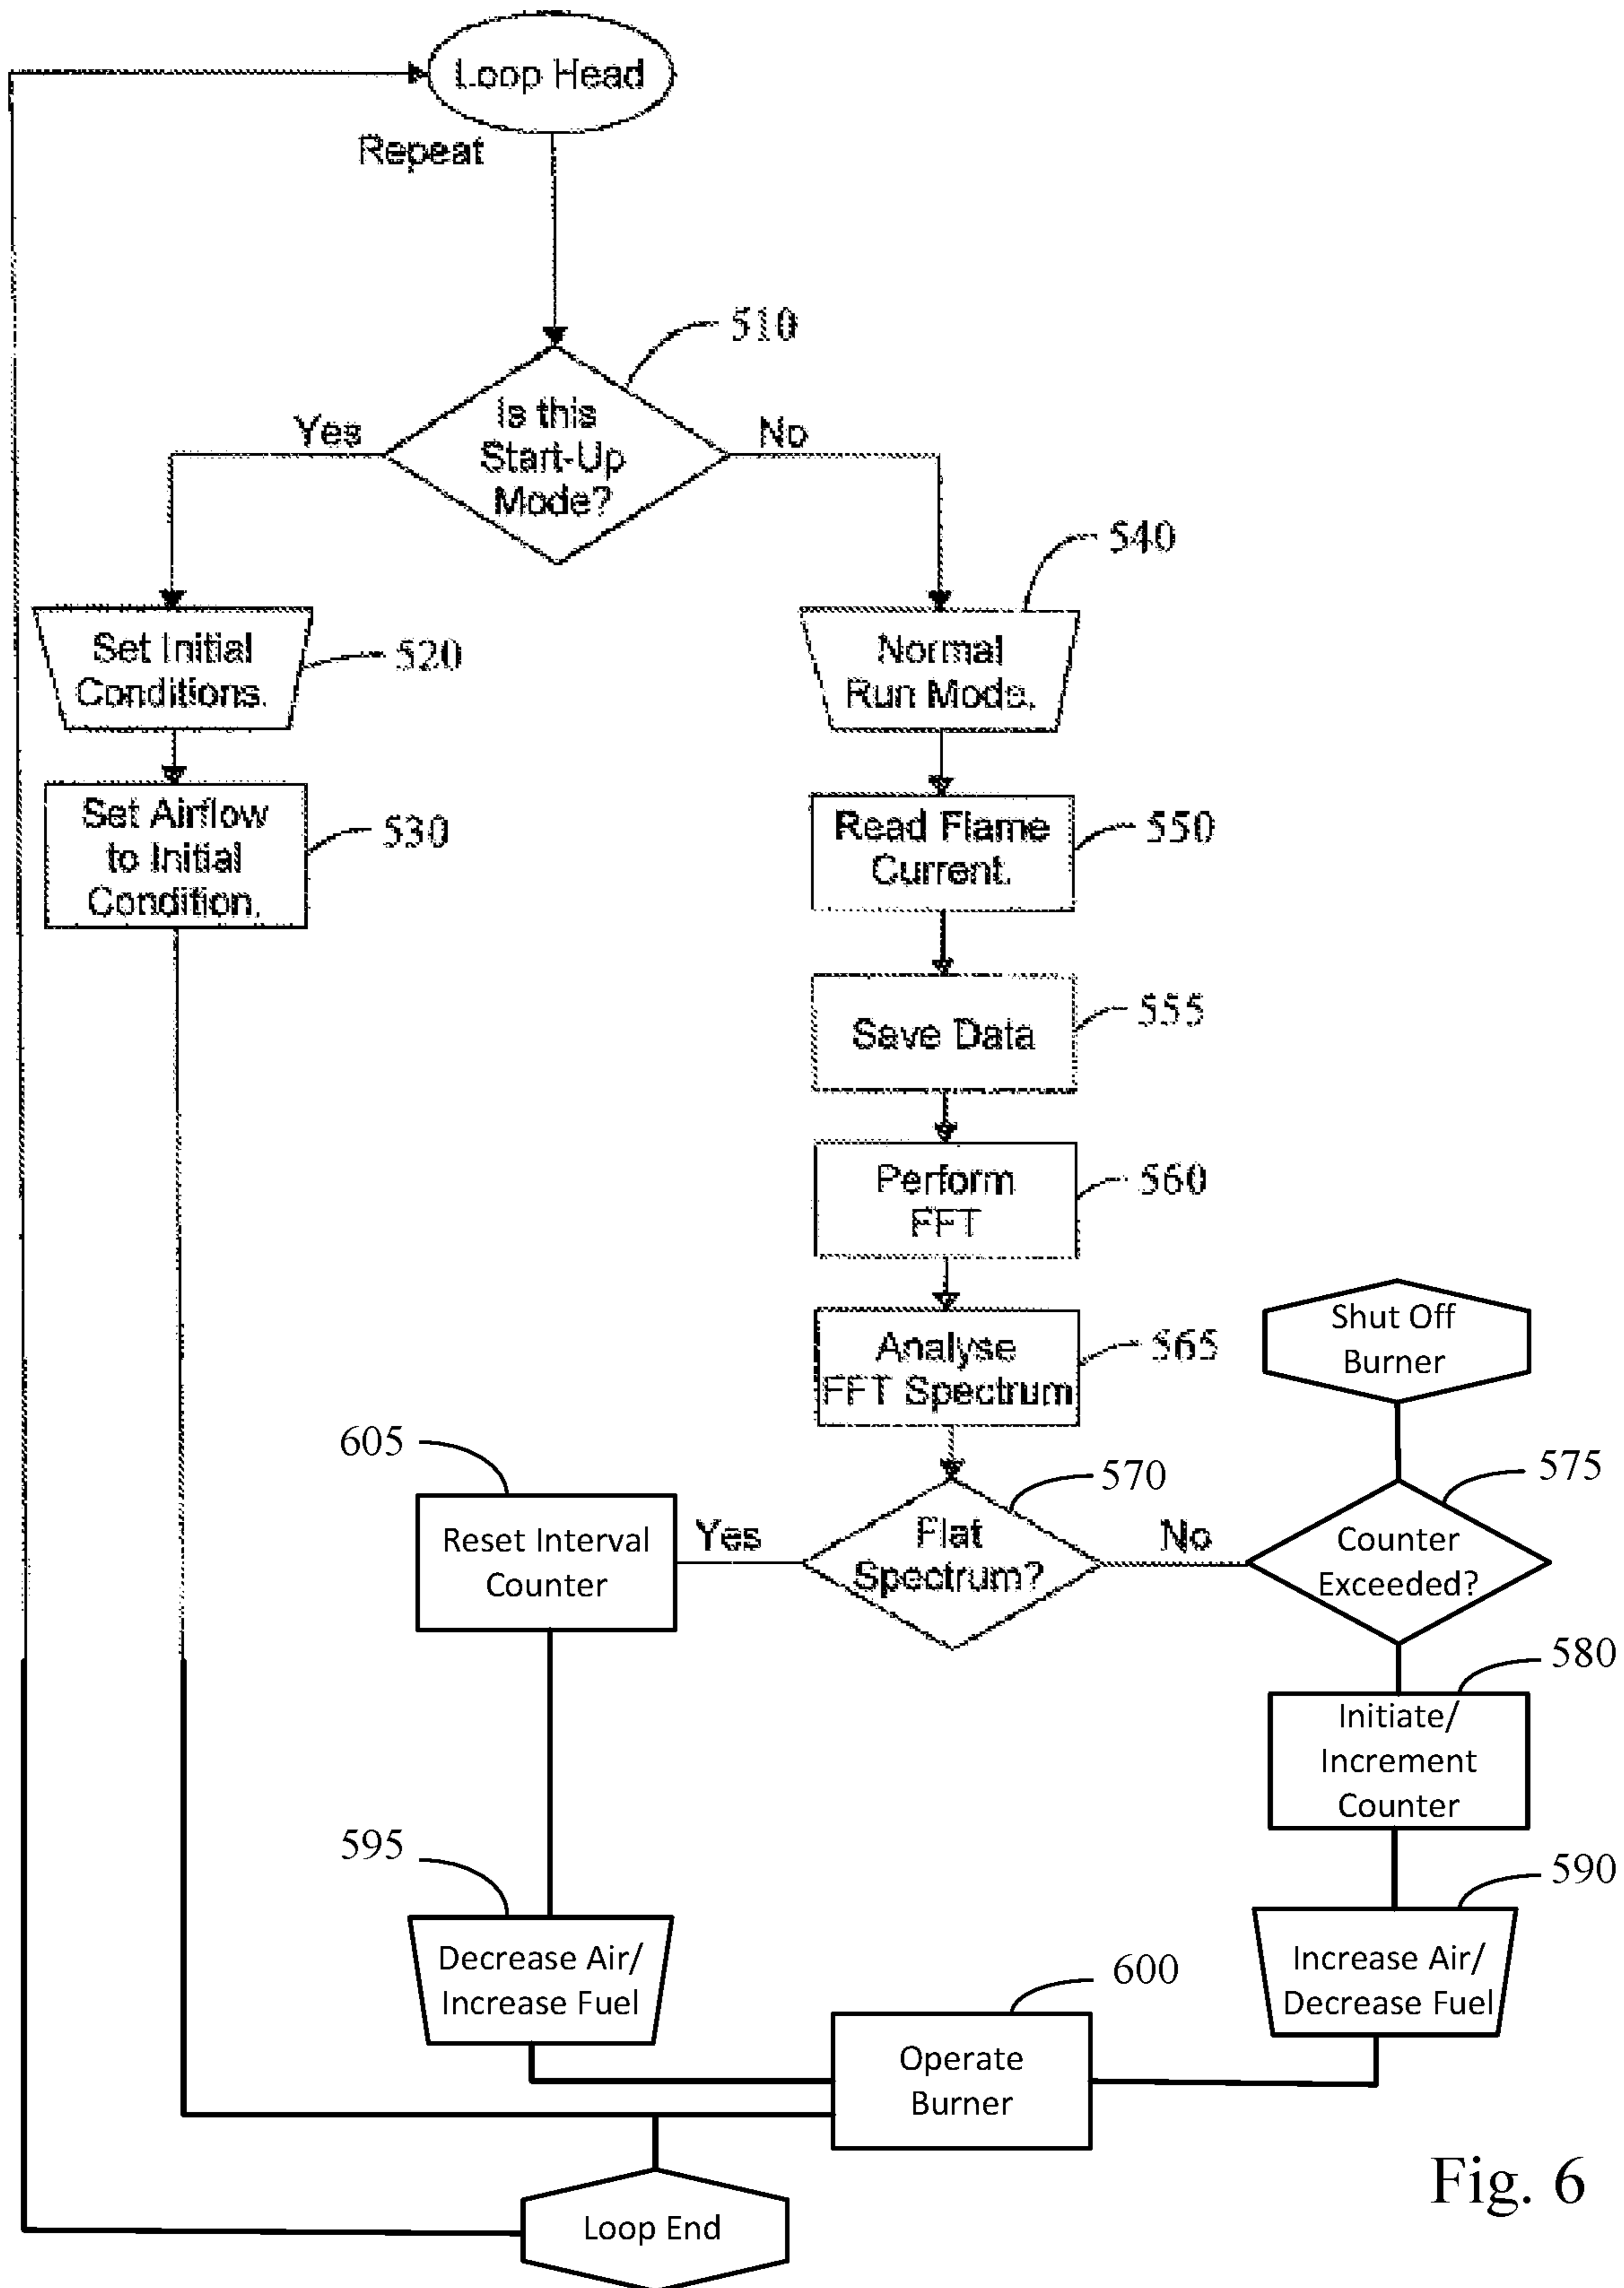 Loop Head
Repeat
510
Is this
Start-Up
Mode?
Yes
No
540
Set Initial
Conditions.
520
Normal
Run Mode.
Set Airflow
to Initial
Condition.
530
Read Flame
Current.
550
Save Data
555
Perform
FFT
560
Analyse
FFT Spectrum
565
Shut Off
Burner
605
570
575
Reset Interval
Counter
Yes
Flat
Spectrum?
No
Counter
Exceeded?
580
Initiate/
Increment
Counter
595
590
Decrease Air/
Increase Fuel
Increase Air/
Decrease Fuel
600
Operate
Burner
Loop End
Fig. 6